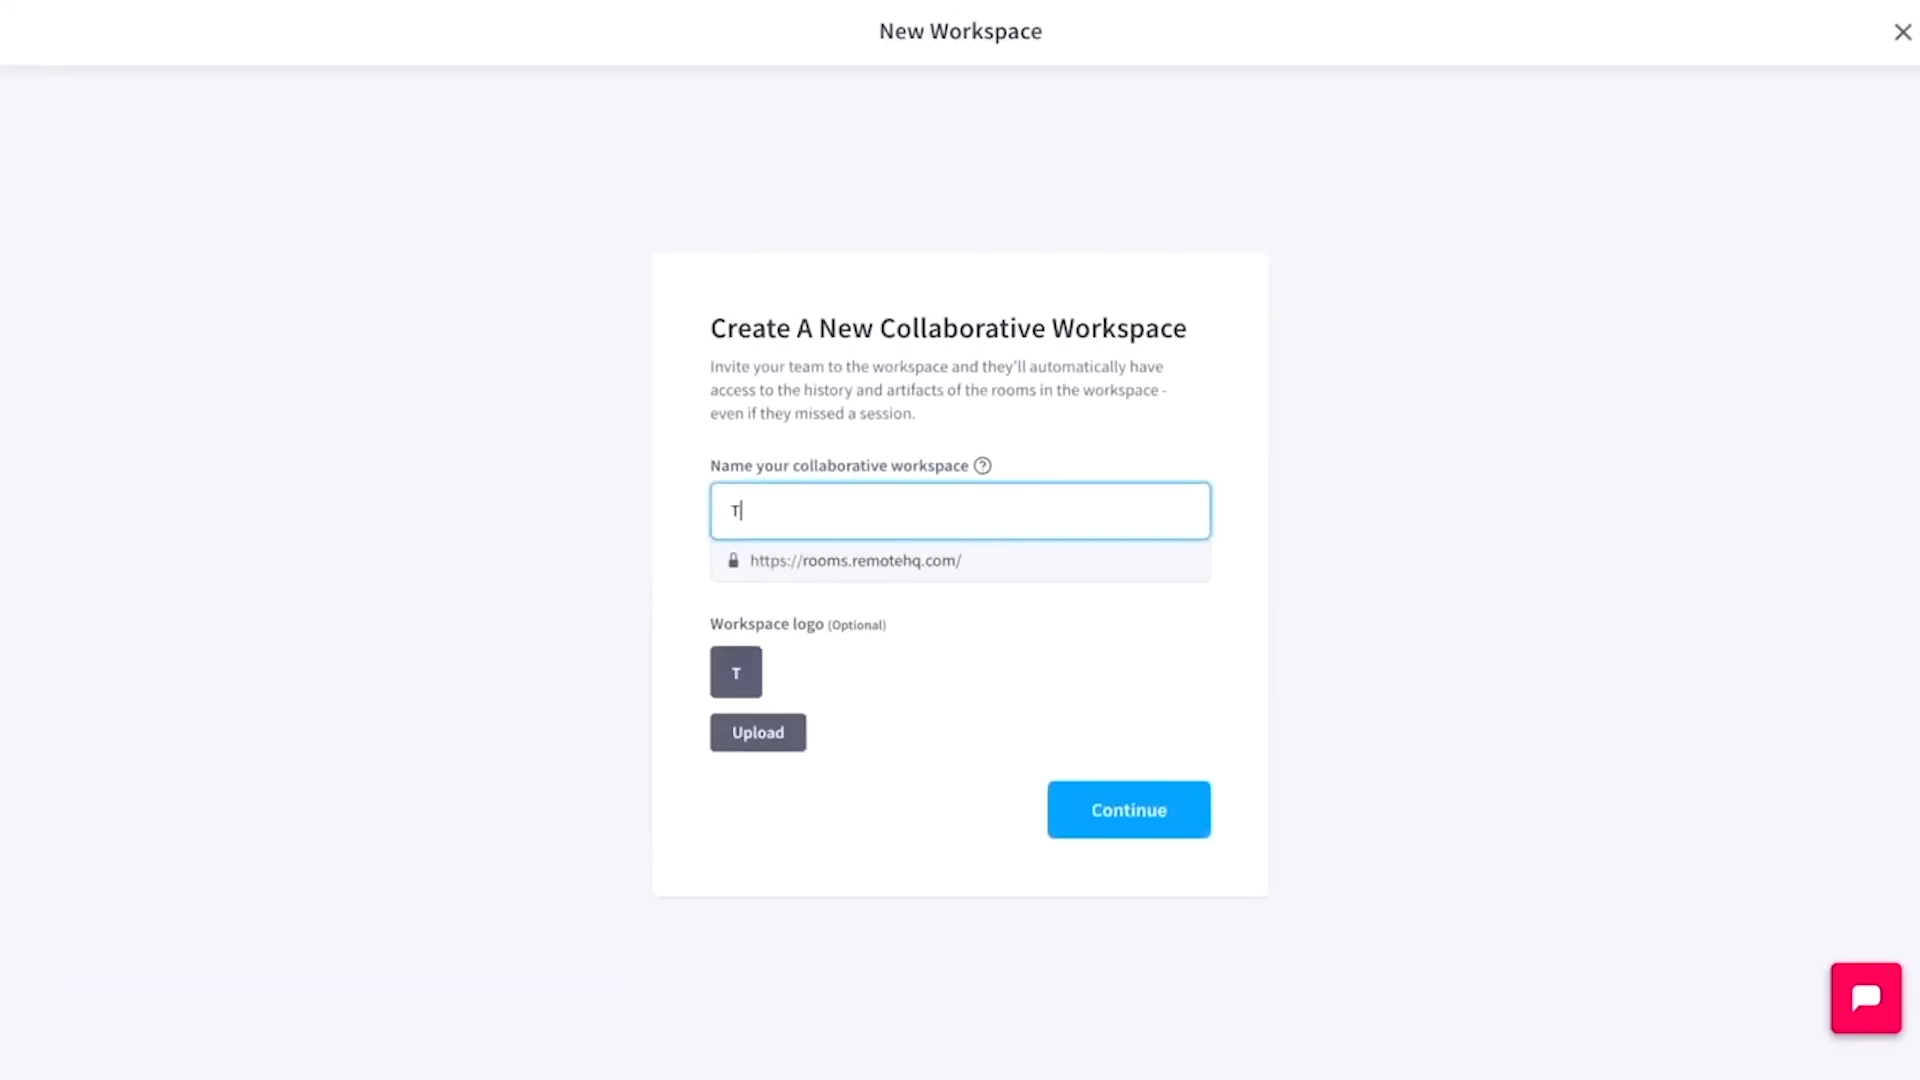 New Workspace
Create A New Collaborative Workspace
Invite your team to the workspace and they'll automatically have
access to the history and artifacts of the rooms in the workspace -
even if they missed a session.
Name your collaborative workspace ?
T
https://rooms.remotehq.com/
Workspace logo (Optional)
T
Upload
Continue